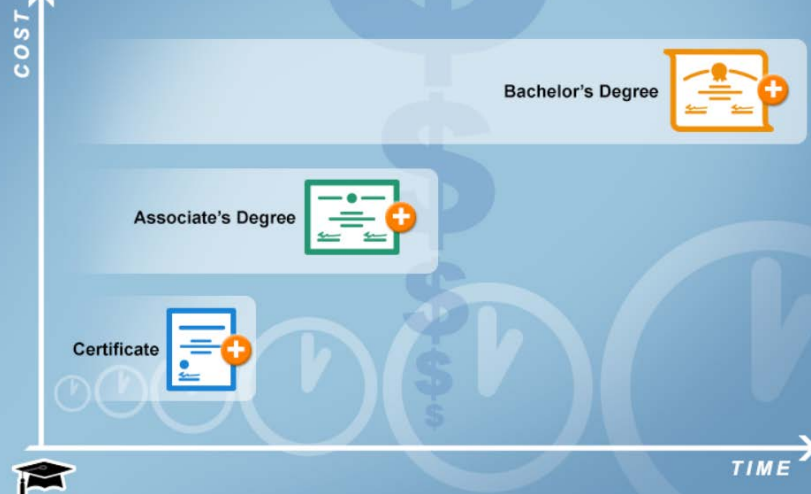 COST
Bachelor's Degree
Associate's Degree
Certificate
TIME